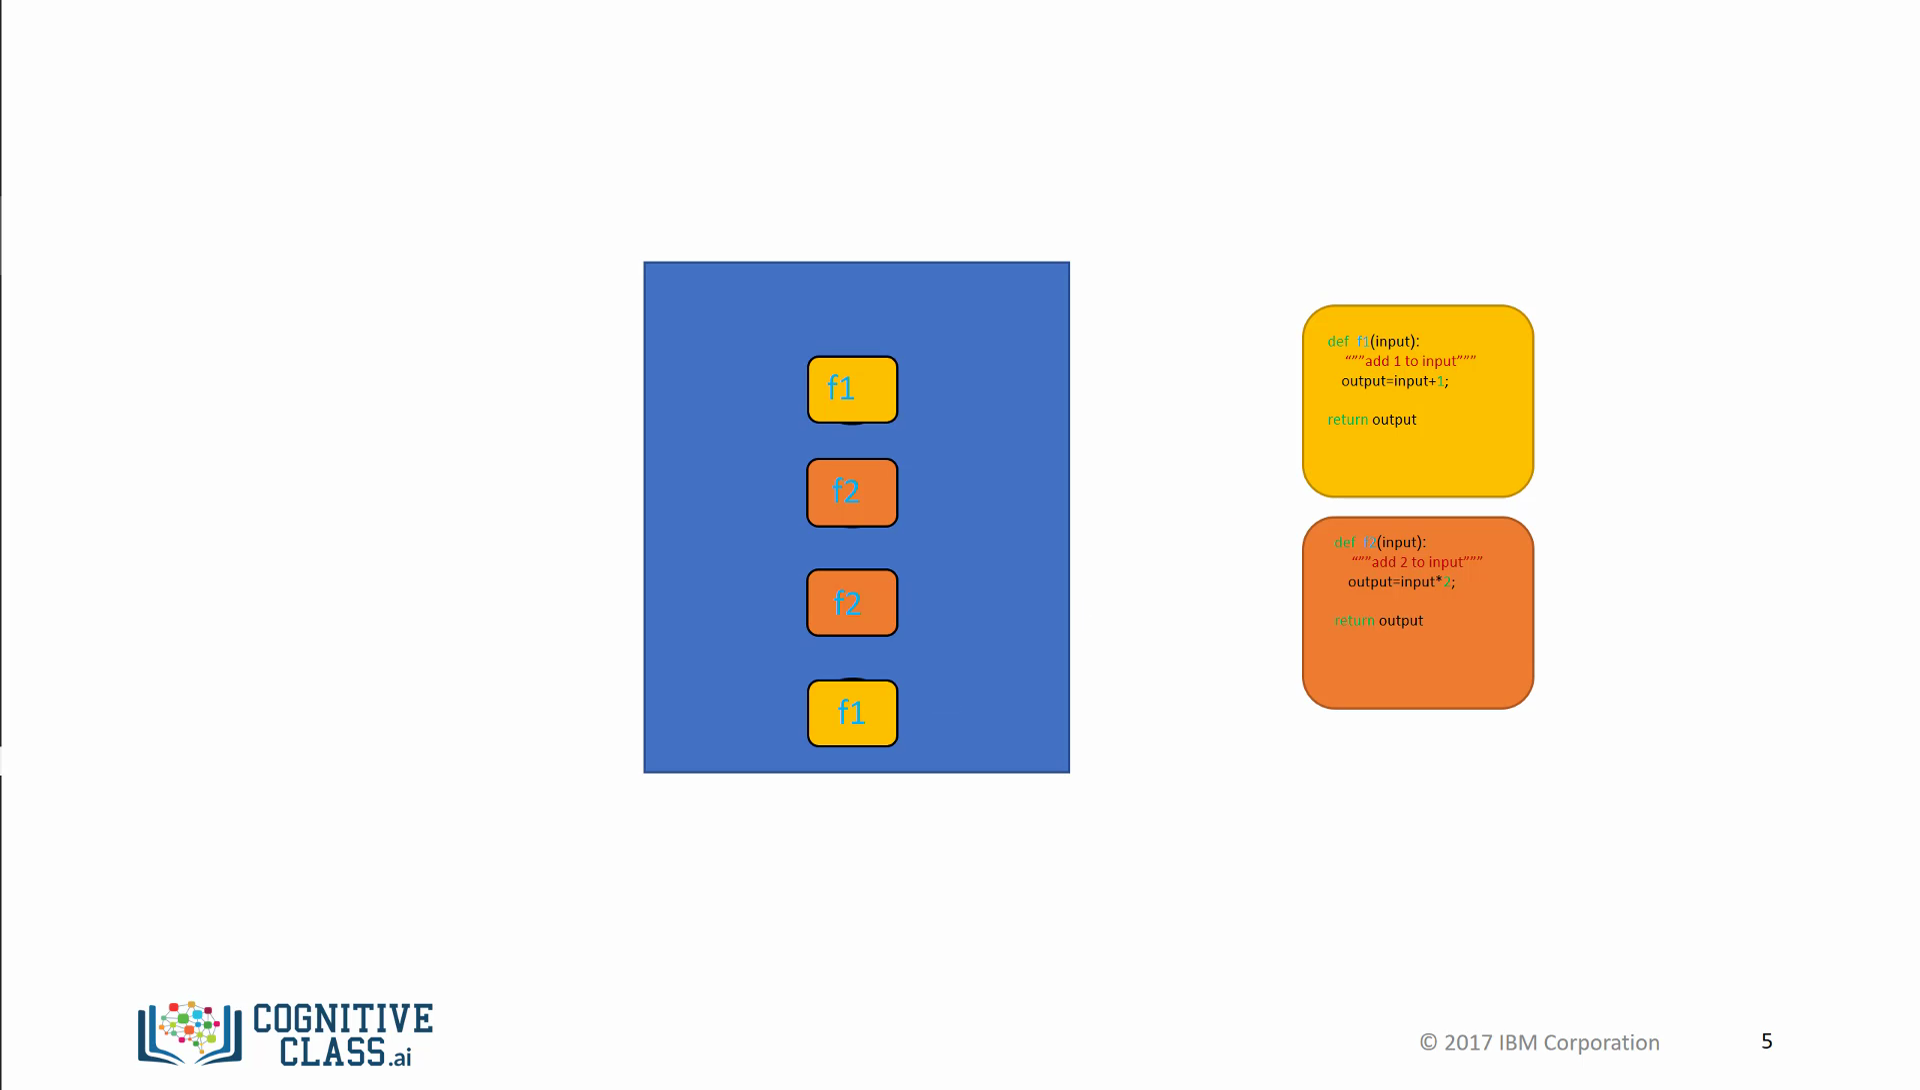 f1
f2
f2
f1
def f1(input):
“””add 1 to input”””
output=input+1;
return output
def f2(input):
“””add 2 to input”””
output=input*2;
return output
COGNITIVE
CLASS.ai
© 2017 IBM Corporation
5